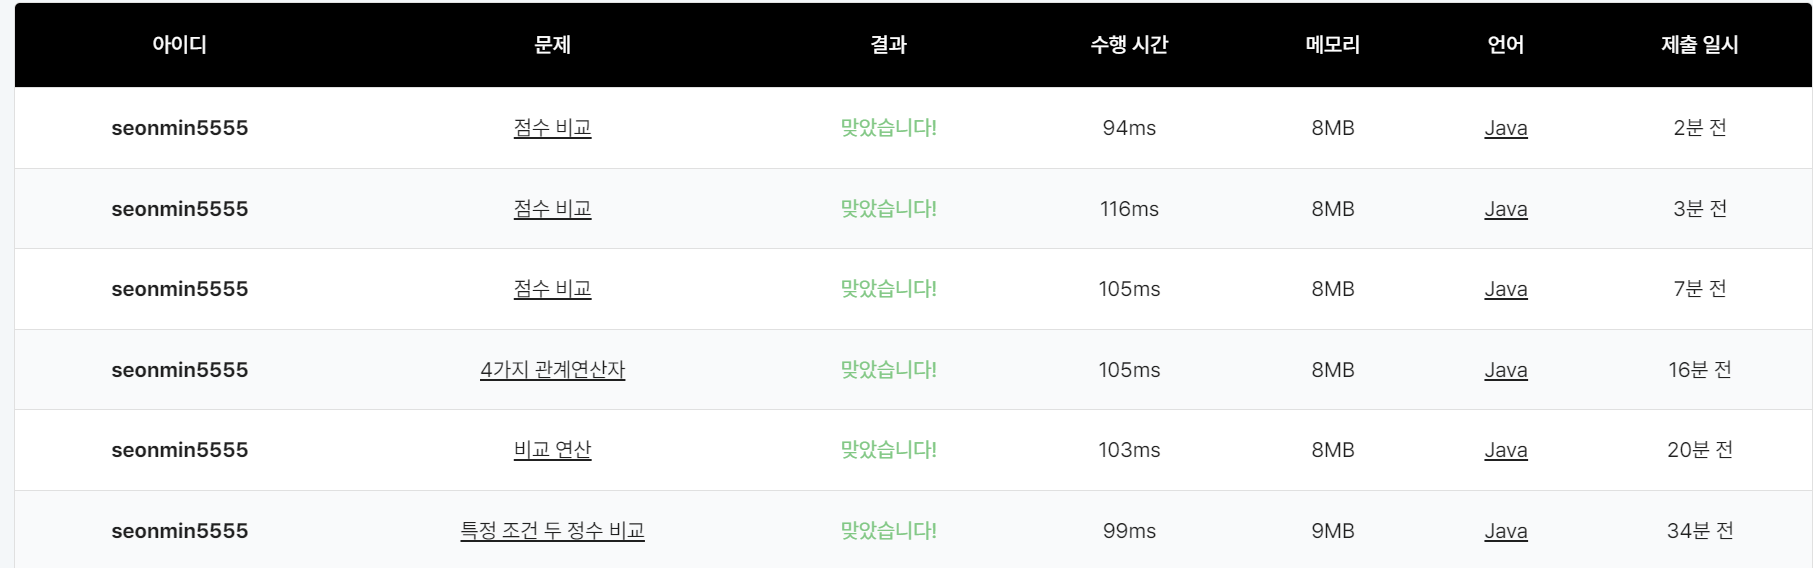 아이디 문제 결과 수행 시간 메모리 언어 제출 일시
seonmin5555 점수 비교 맞았습니다! 94ms 8MB Java 2분 전
seonmin5555 점수 비교 맞았습니다! 116ms 8MB Java 3분 전
seonmin5555 점수 비교 맞았습니다! 105ms 8MB Java 7분 전
seonmin5555 4가지 관계연산자 맞았습니다! 105ms 8MB Java 16분 전
seonmin5555 비교 연산 맞았습니다! 103ms 8MB Java 20분 전
seonmin5555 특정 조건 두 정수 비교 맞았습니다! 99ms 9MB Java 34분 전